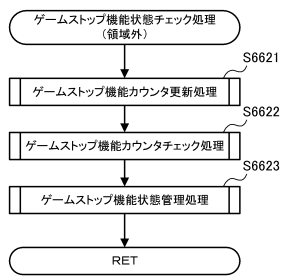 ゲームストップ機能状態チェック処理
(領域外)
S6621
ゲームストップ機能カウンタ更新処理
S6622
ゲームストップ機能カウンタチェック処理
S6623
ゲームストップ機能状態管理処理
RET